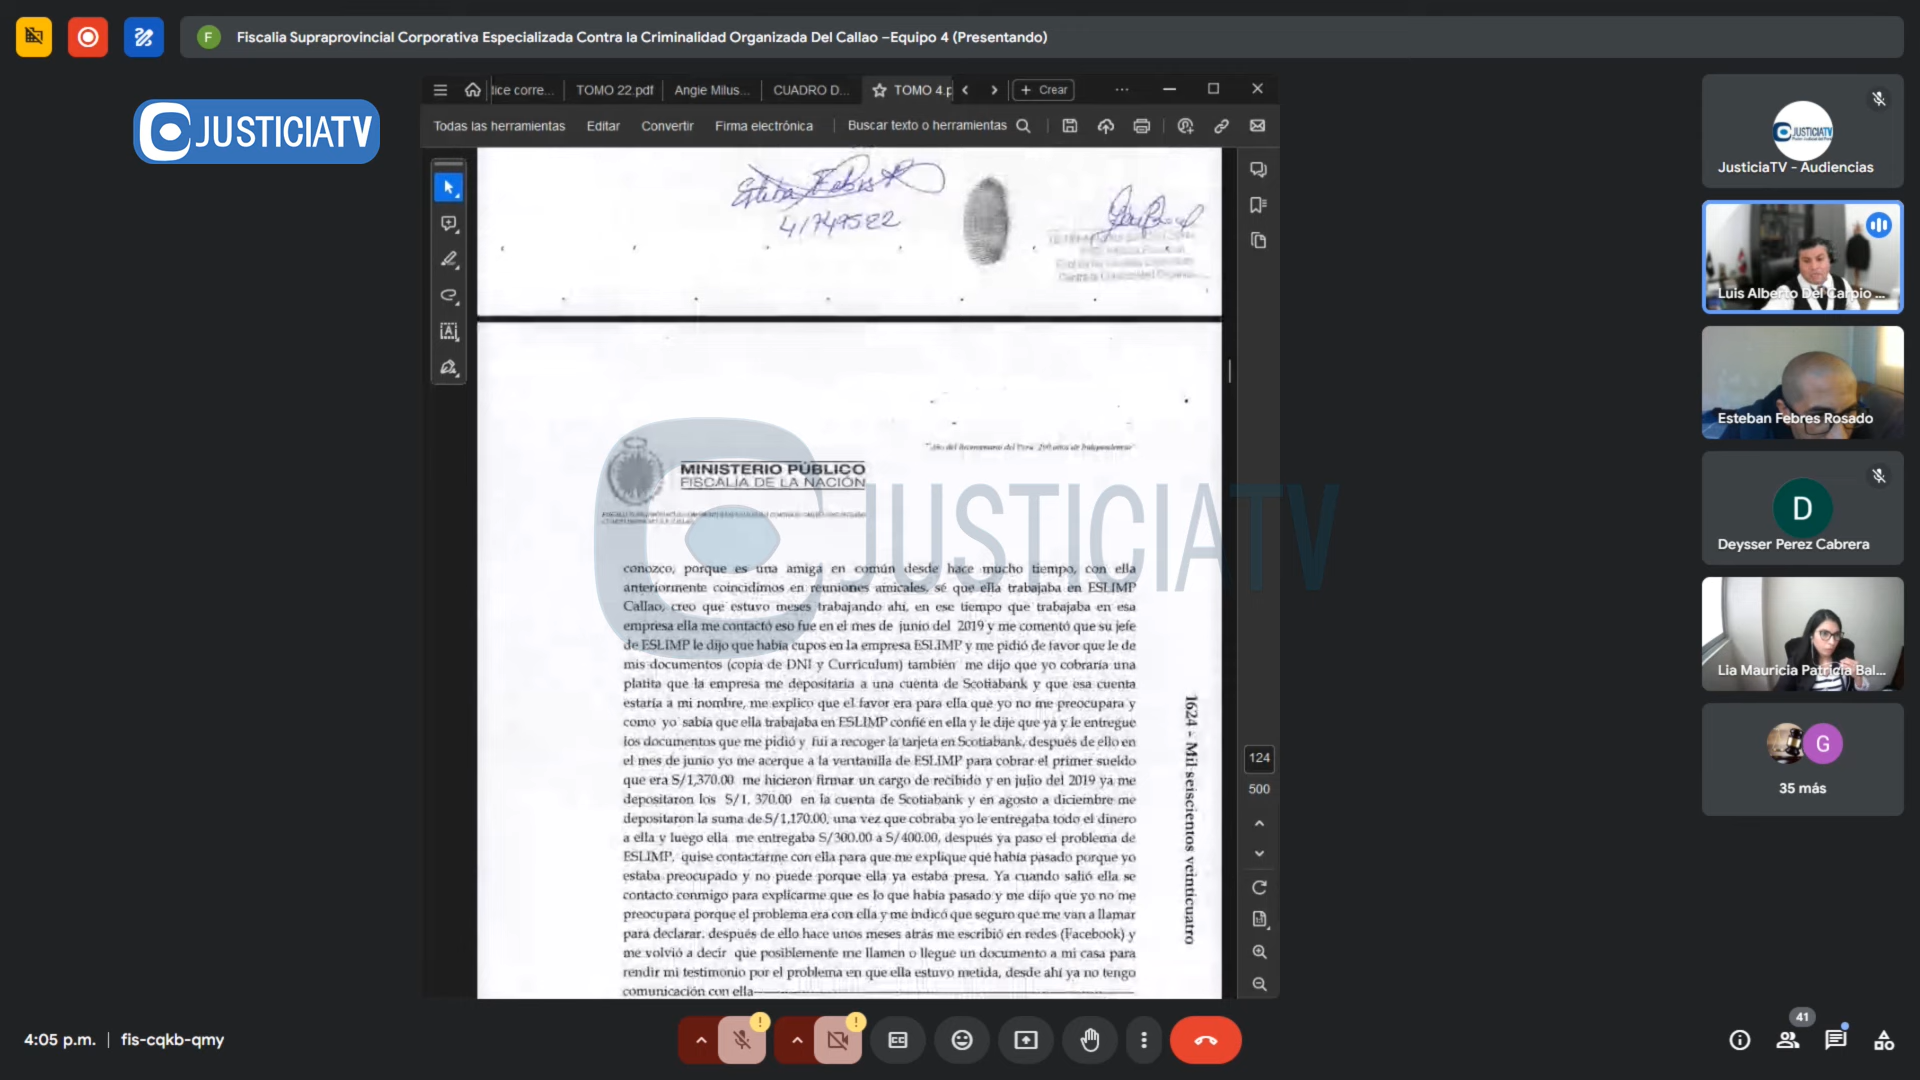 Fiscalia Supraprovincial Corporativa Especializada Contra la Criminalidad Organizada Del Callao –Equipo 4 (Presentando)
JUSTICIATV
lice corre...
TOMO 22.pdf
Angie Milus...
CUADRO D...
TOMO 4.p
Crear
Todas las herramientas
Editar
Convertir
Firma electrónica
Buscar texto o herramientas
41749522
"Año del Bicentenario del Perú: 200 años de Independencia"
MINISTERIO PÚBLICO
FISCALÍA DE LA NACIÓN
JUSTICIATV
conozco, porque es una amiga en común desde hace mucho tiempo, con ella
anteriormente coincidimos en reuniones amicales, sé que ella trabajaba en ESLIMP
Callao, creo que estuvo meses trabajando ahí, en ese tiempo que trabajaba en esa
empresa ella me contactó eso fue en el mes de junio del 2019 y me comentó que su jefe
de ESLIMP le dijo que había cupos en la empresa ESLIMP y me pidió de favor que le de
mis documentos (copia de DNI y Curriculum) también me dijo que yo cobraría una
platita que la empresa me depositaria a una cuenta de Scotiabank y que esa cuenta
estaría a mi nombre, me explico que el favor era para ella que yo no me preocupara y
como yo sabía que ella trabajaba en ESLIMP confié en ella y le dije que ya y le entregue
los documentos que me pidió y fui a recoger la tarjeta en Scotiabank, después de ello en
el mes de junio yo me acerque a la ventanilla de ESLIMP para cobrar el primer sueldo
que era S/1,370.00 me hicieron firmar un cargo de recibido y en julio del 2019 ya me
depositaron los S/1, 370.00 en la cuenta de Scotiabank y en agosto a diciembre me
depositaron la suma de S/1,170.00, una vez que cobraba yo le entregaba todo el dinero
a ella y luego ella me entregaba S/300.00 a S/400.00, después ya paso el problema de
ESLIMP, quise contactarme con ella para que me explique qué había pasado porque yo
estaba preocupado y no puede porque ella ya estaba presa. Ya cuando salió ella se
contacto conmigo para explicarme que es lo que había pasado y me dijo que yo no me
preocupara porque el problema era con ella y me indicó que seguro que me van a llamar
para declarar, después de ello hace unos meses atrás me escribió en redes (Facebook) y
me volvió a decir que posiblemente me llamen o llegue un documento a mi casa para
rendir mi testimonio por el problema en que ella estuvo metida, desde ahí ya no tengo
comunicación con ella
1624 - Mil seiscientos veinticuatro
124
500
JUSTICIATV
JusticiaTV - Audiencias
Luis Alberto Del Carpio ...
Esteban Febres Rosado
D
Deysser Perez Cabrera
Lia Mauricia Patricia Bal...
G
35 más
4:05 p.m.
fis-cqkb-qmy
41